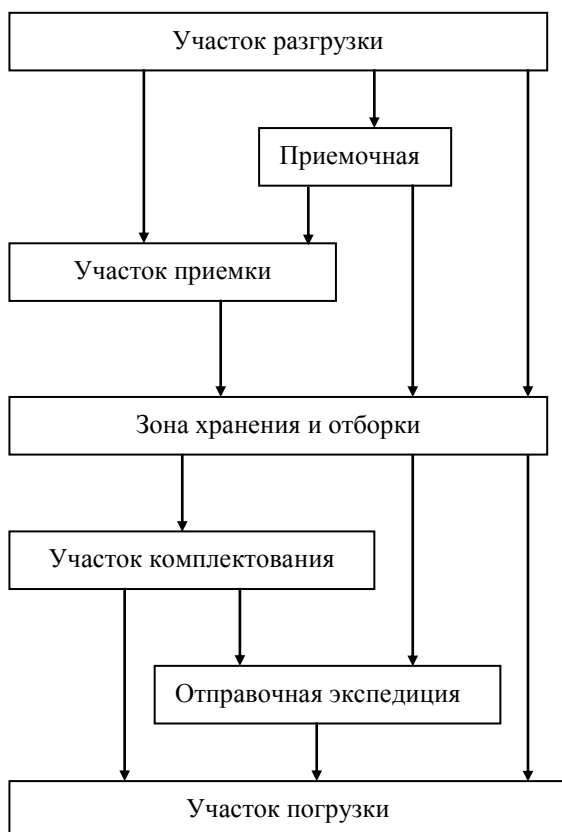 Участок разгрузки
Приемочная
Участок приемки
Зона хранения и отборки
Участок комплектования
Отправочная экспедиция
Участок погрузки